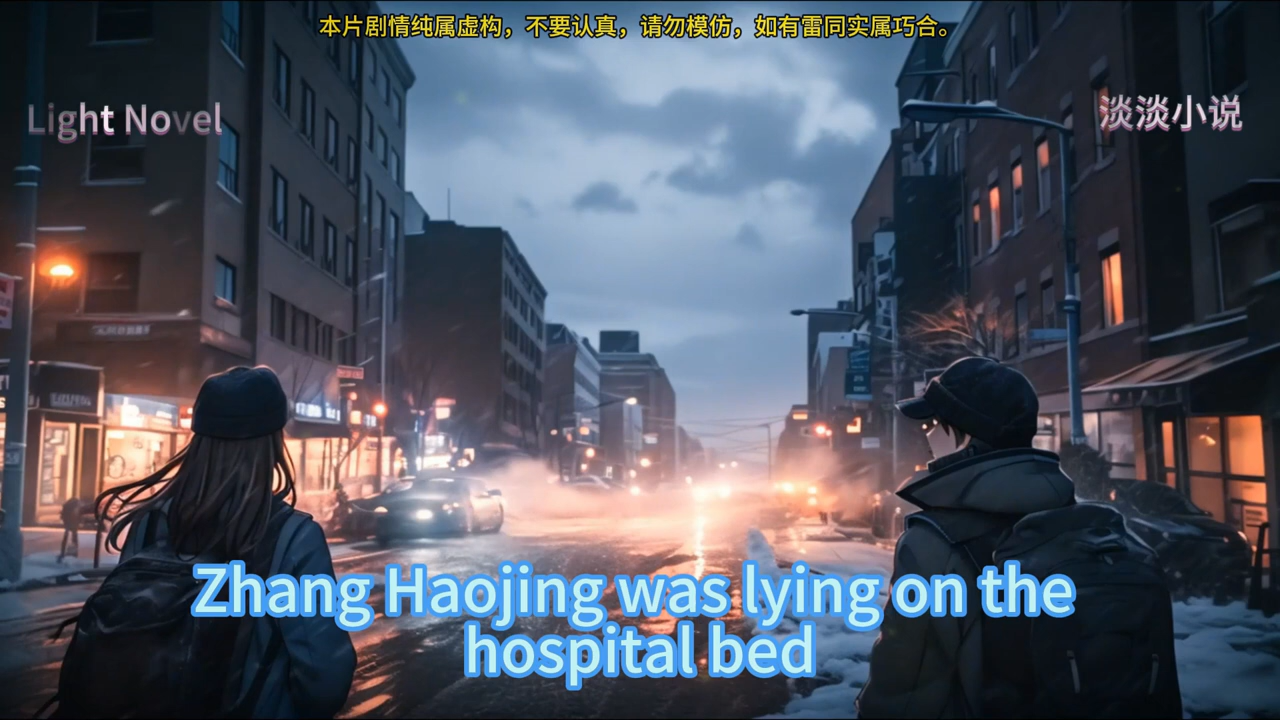 本片剧情纯属虚构，不要认真，请勿模仿，如有雷同实属巧合。
Light Novel
淡淡小说
Zhang Haojing was lying on the
hospital bed